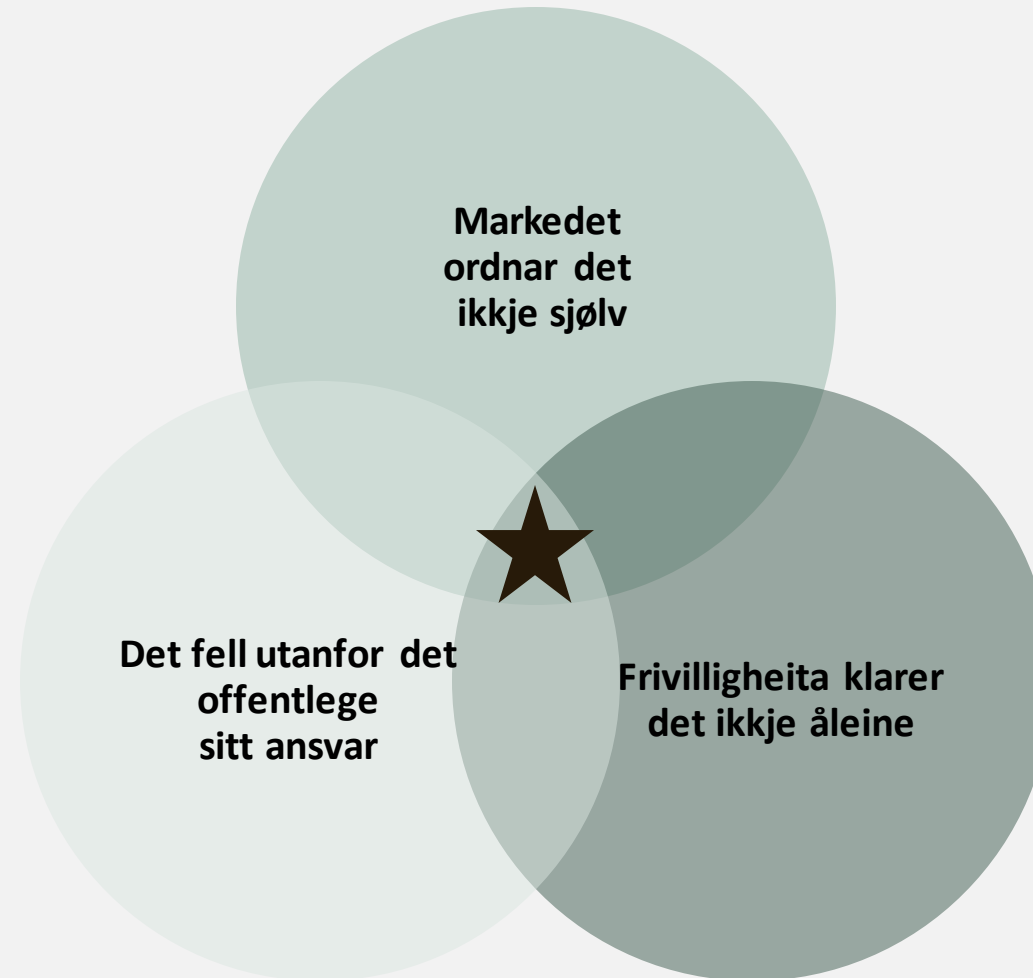 Markedet
ordnar det
ikkje sjølv
Det fell utanfor det
offentlege
sitt ansvar
Frivilligheita klarer
det ikkje åleine